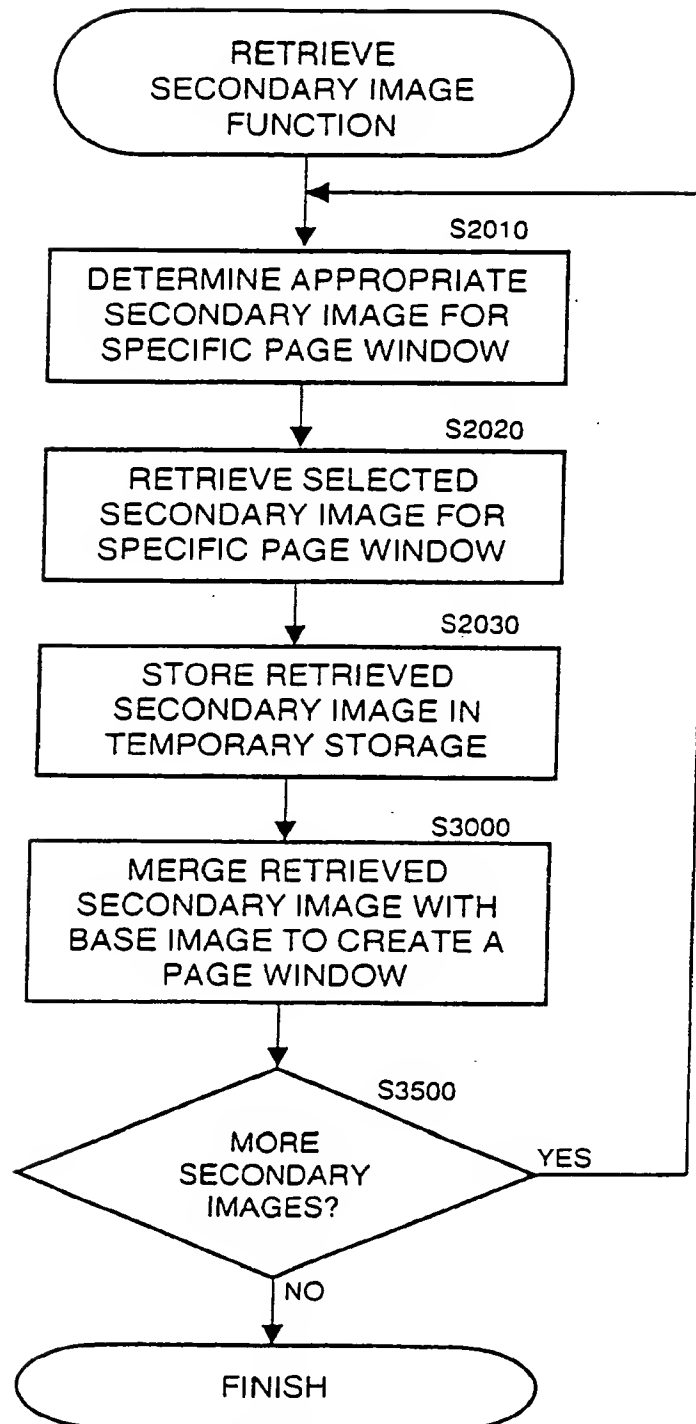 RETRIEVE
SECONDARY IMAGE
FUNCTION
S2010
DETERMINE APPROPRIATE
SECONDARY IMAGE FOR
SPECIFIC PAGE WINDOW
S2020
RETRIEVE SELECTED
SECONDARY IMAGE FOR
SPECIFIC PAGE WINDOW
S2030
STORE RETRIEVED
SECONDARY IMAGE IN
TEMPORARY STORAGE
S3000
MERGE RETRIEVED
SECONDARY IMAGE WITH
BASE IMAGE TO CREATE A
PAGE WINDOW
S3500
MORE
SECONDARY
IMAGES?
YES
NO
FINISH